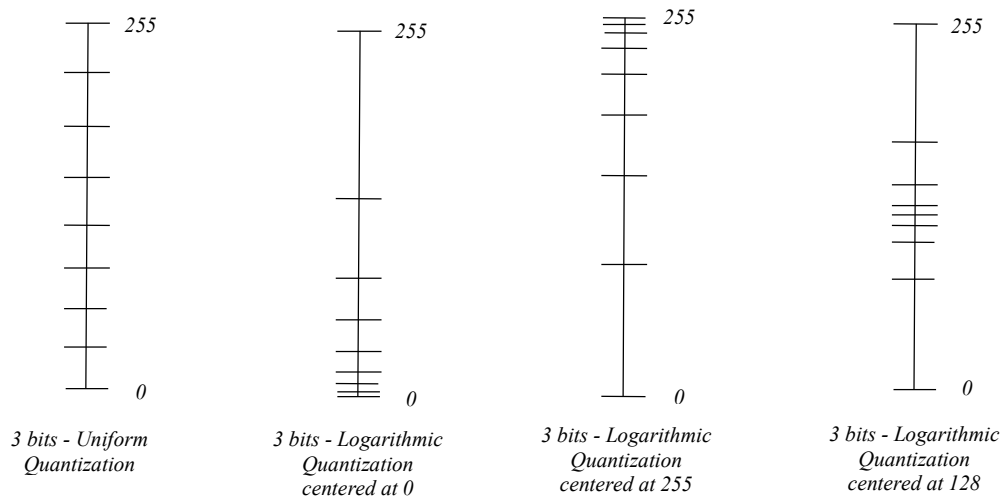 255
0
3 bits - Uniform
Quantization
255
0
3 bits - Logarithmic
Quantization
centered at 0
255
0
3 bits - Logarithmic
Quantization
centered at 255
255
0
3 bits - Logarithmic
Quantization
centered at 128